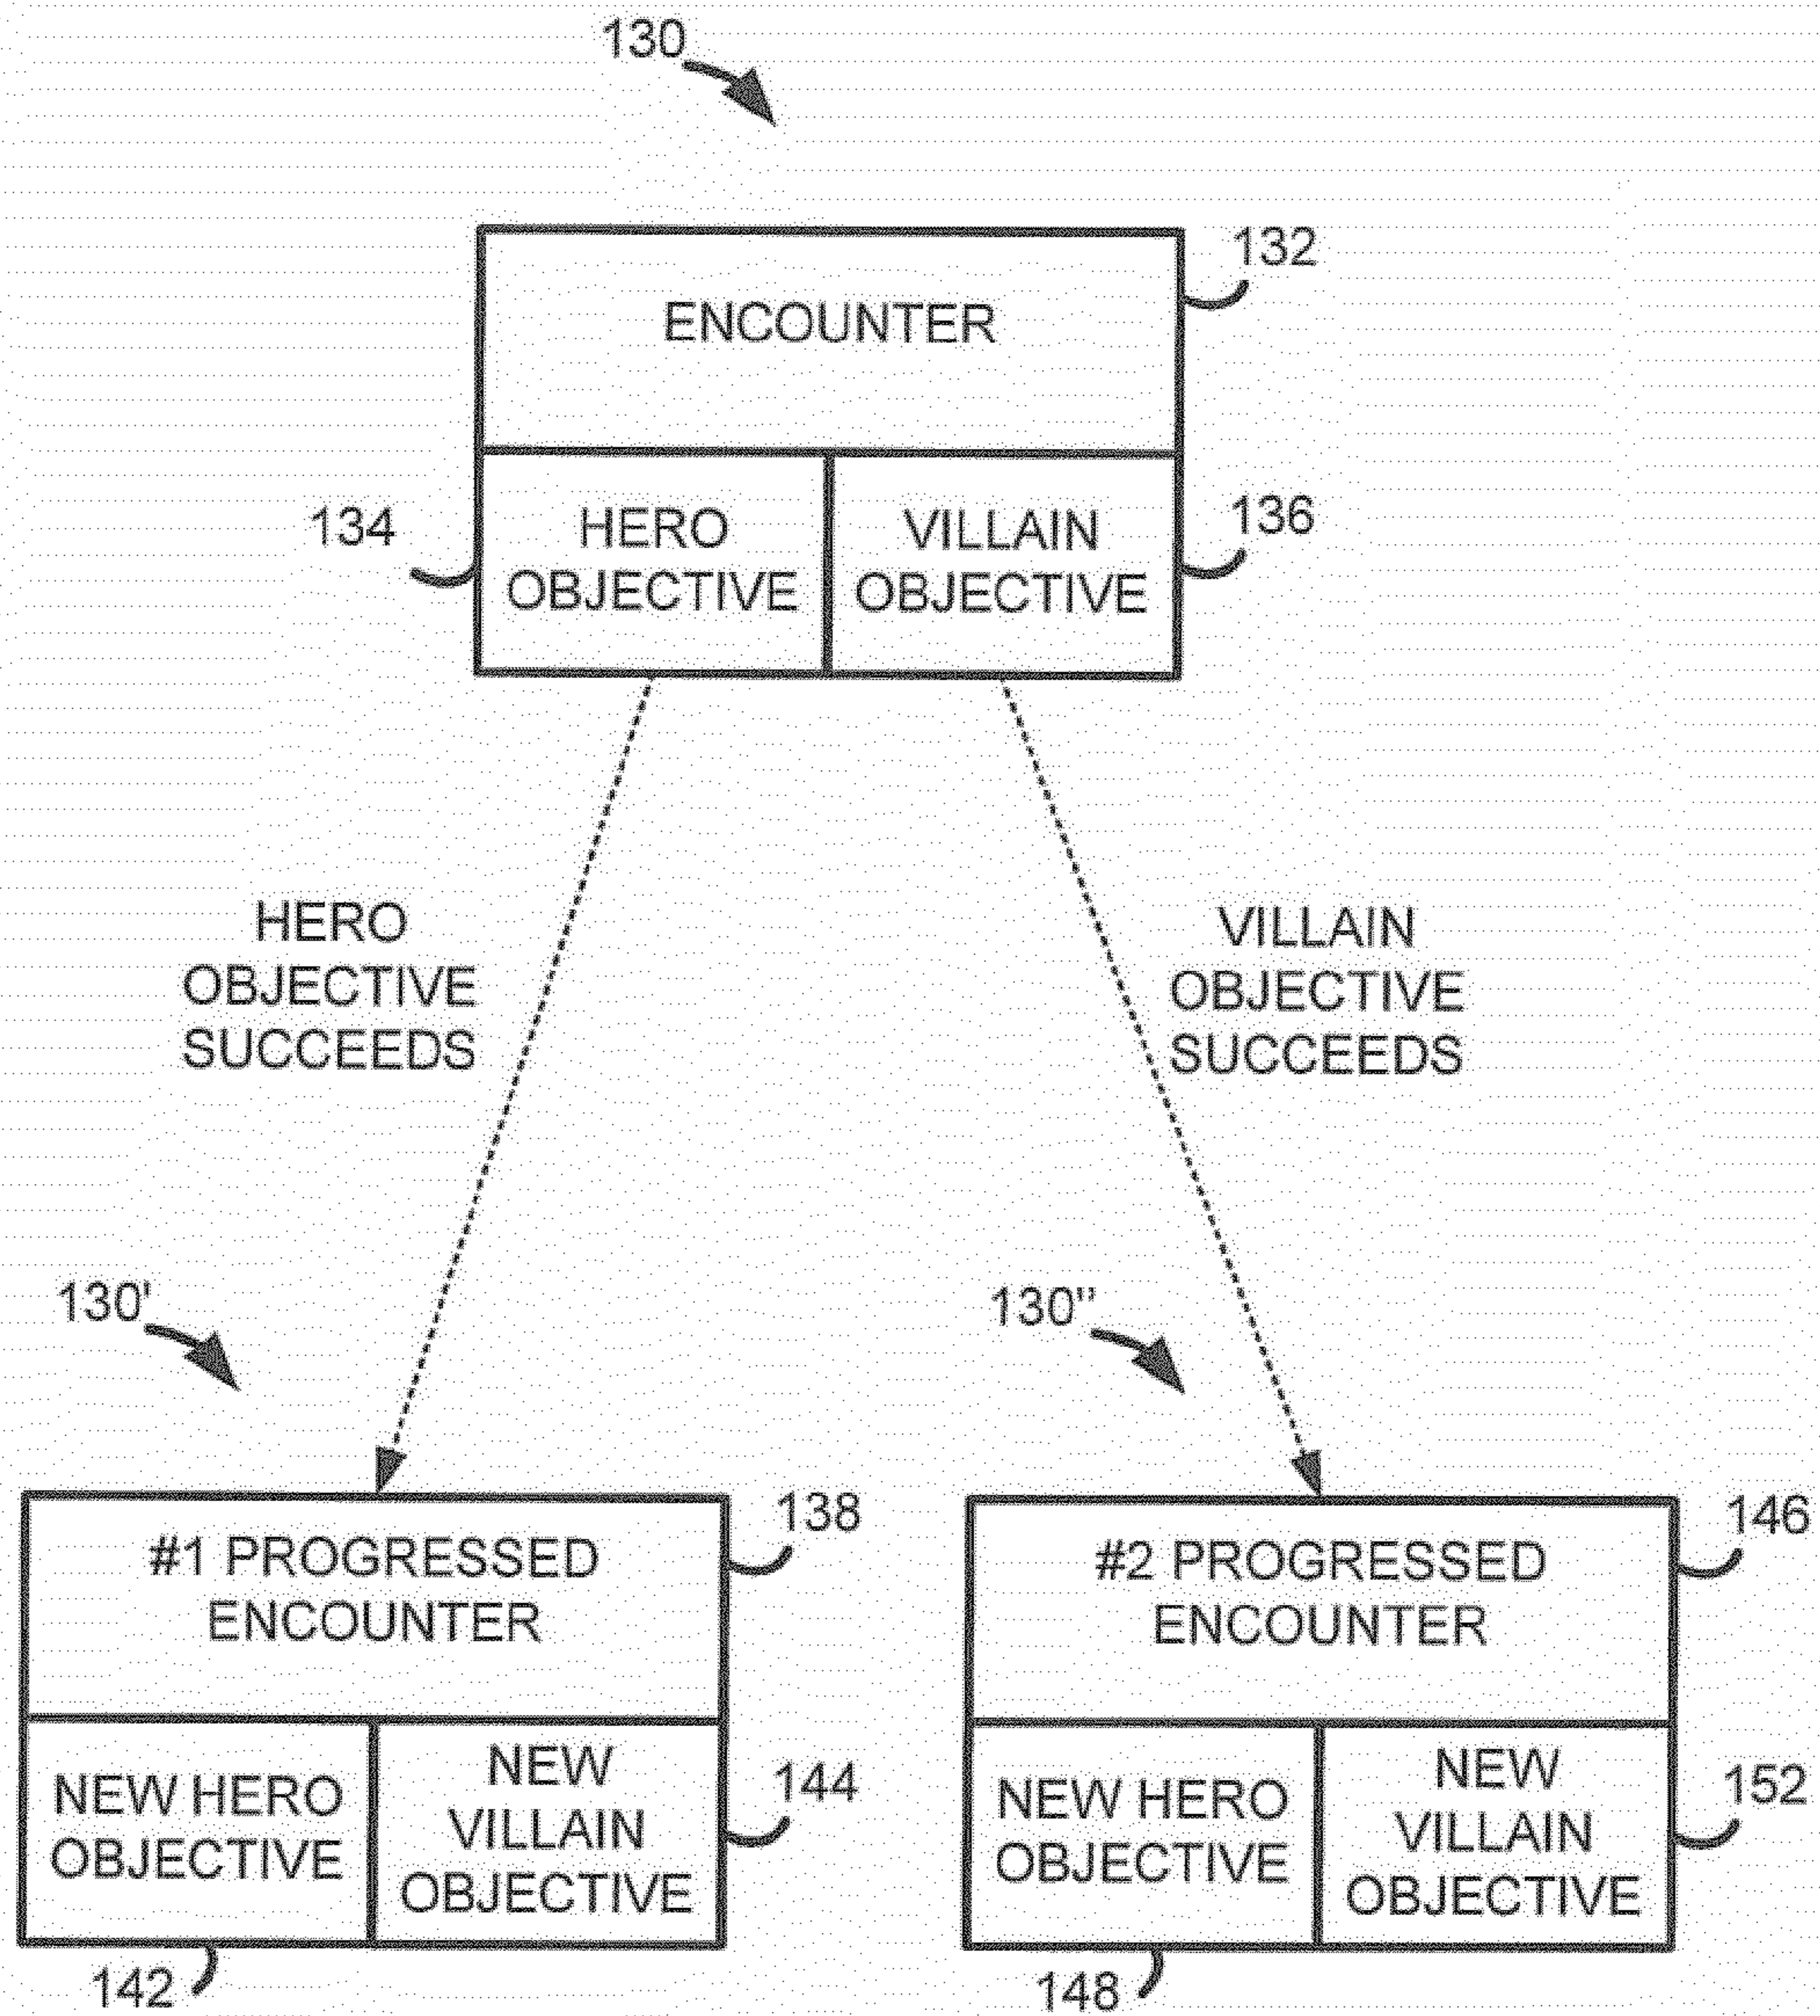 130
132
ENCOUNTER
134
HERO
OBJECTIVE
VILLAIN
OBJECTIVE
136
HERO
OBJECTIVE
SUCCEEDS
VILLAIN
OBJECTIVE
SUCCEEDS
130'
130"
138
#1 PROGRESSED
ENCOUNTER
146
#2 PROGRESSED
ENCOUNTER
NEW HERO
OBJECTIVE
NEW
VILLAIN
OBJECTIVE
144
NEW HERO
OBJECTIVE
NEW
VILLAIN
OBJECTIVE
152
142
148